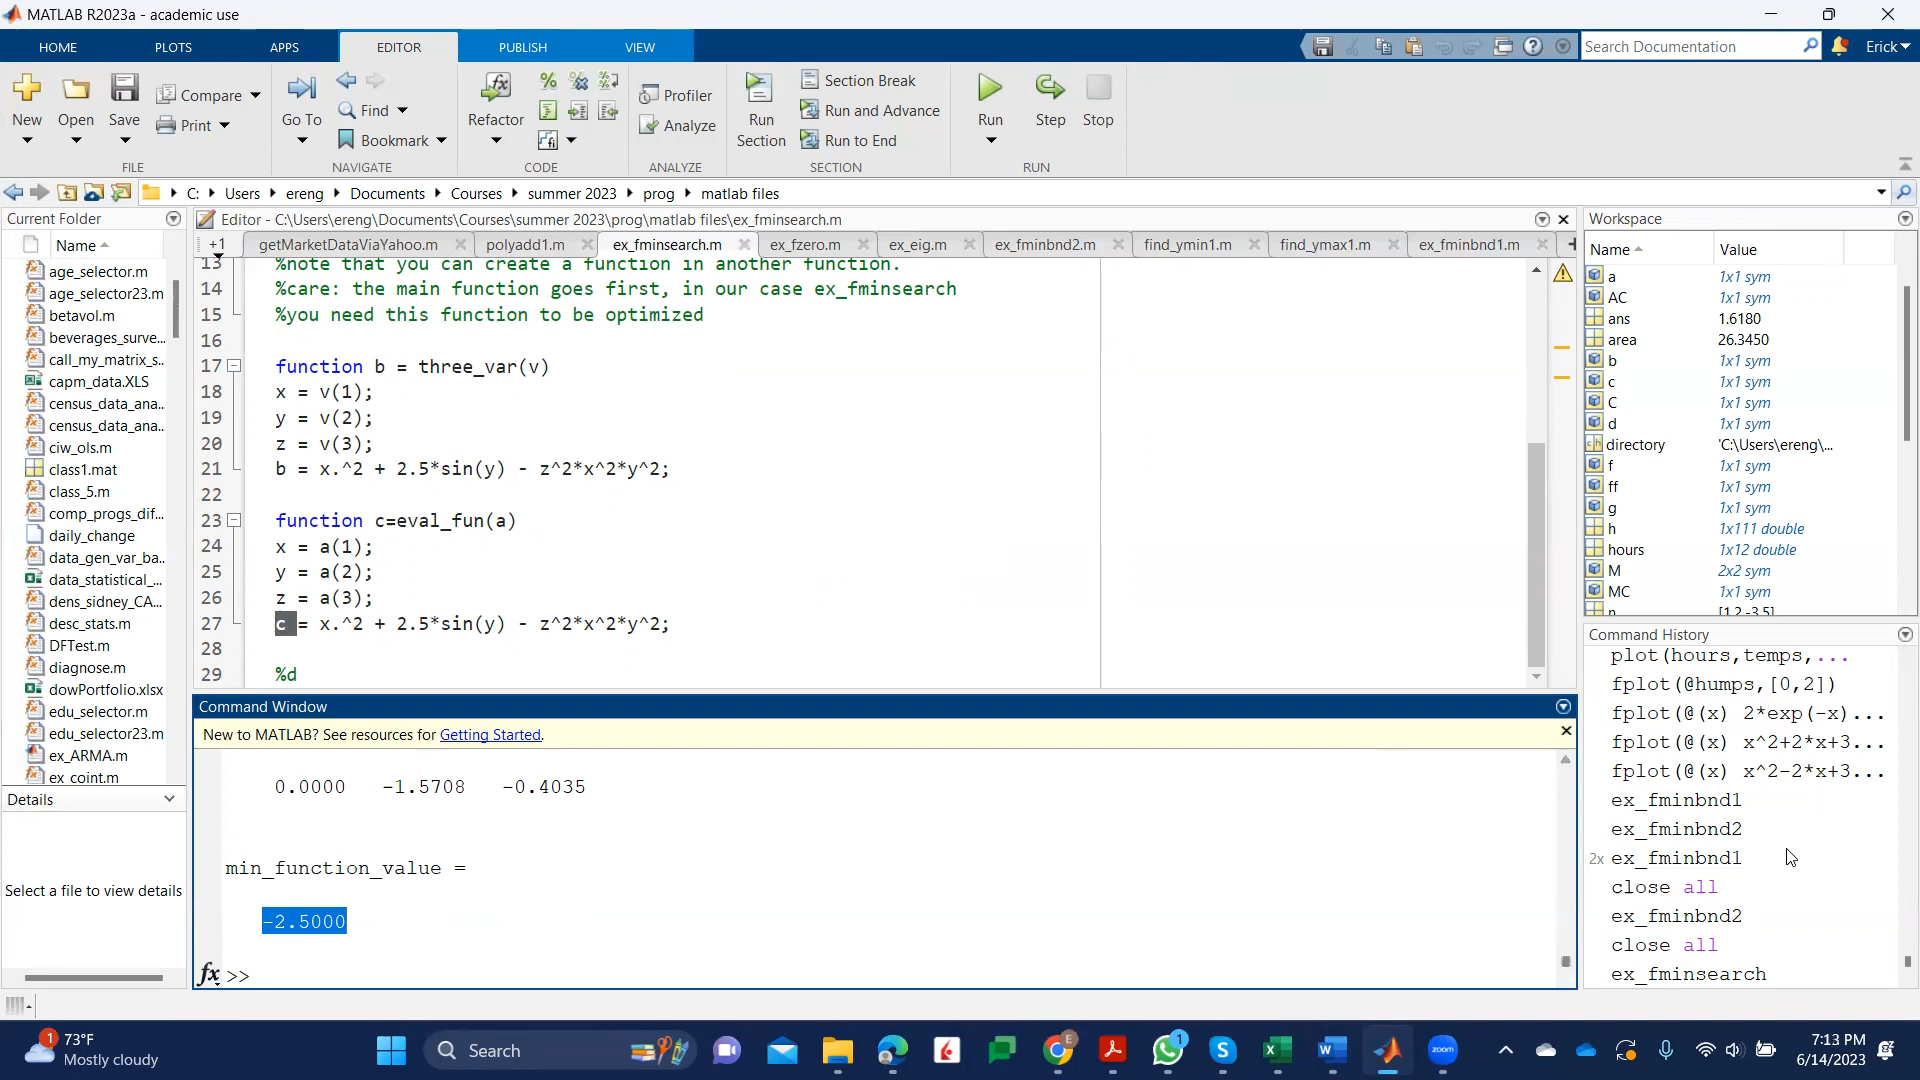 MATLAB R2023a - academic use
HOME PLOTS APPS EDITOR PUBLISH VIEW
Search Documentation
Erick
New Open Save Compare Print
FILE
Go To Find Bookmark
NAVIGATE
Refactor
CODE
Profiler
Analyze
ANALYZE
Run Section
Section Break
Run and Advance
Run to End
SECTION
Run Step Stop
RUN
C: Users ereng Documents Courses summer 2023 prog matlab files
Current Folder
Name
age_selector.m
age_selector23.m
betavol.m
beverages_surve...
call_my_matrix_s...
capm_data.XLS
census_data_ana...
census_data_ana...
ciw_ols.m
class1.mat
class_5.m
comp_progs_dif...
daily_change
data_gen_var_ba...
data_statistical_...
dens_sidney_CA...
desc_stats.m
DFTest.m
diagnose.m
dowPortfolio.xlsx
edu_selector.m
edu_selector23.m
ex_ARMA.m
ex_coint.m
Details
Select a file to view details
Editor - C:\Users\ereng\Documents\Courses\summer 2023\prog\matlab files\ex_fminsearch.m
+1 getMarketDataViaYahoo.m polyadd1.m ex_fminsearch.m ex_fzero.m ex_eig.m ex_fminbnd2.m find_ymin1.m find_ymax1.m ex_fminbnd1.m
13 %note that you can create a function in another function.
14 %care: the main function goes first, in our case ex_fminsearch
15 %you need this function to be optimized
16
17 function b = three_var(v)
18 x = v(1);
19 y = v(2);
20 z = v(3);
21 b = x.^2 + 2.5*sin(y) - z^2*x^2*y^2;
22
23 function c=eval_fun(a)
24 x = a(1);
25 y = a(2);
26 z = a(3);
27 c = x.^2 + 2.5*sin(y) - z^2*x^2*y^2;
28
29 %d
Command Window
New to MATLAB? See resources for Getting Started.
0.0000 -1.5708 -0.4035
min_function_value =
-2.5000
fx >>
Workspace
Name Value
a 1x1 sym
AC 1x1 sym
ans 1.6180
area 26.3450
b 1x1 sym
c 1x1 sym
C 1x1 sym
d 1x1 sym
directory 'C:\Users\ereng\...
f 1x1 sym
ff 1x1 sym
g 1x1 sym
h 1x111 double
hours 1x12 double
M 2x2 sym
MC 1x1 sym
n [1,2,-3,5]
Command History
plot(hours,temps,...
fplot(@humps,[0,2])
fplot(@(x) 2*exp(-x)...
fplot(@(x) x^2+2*x+3...
fplot(@(x) x^2-2*x+3...
ex_fminbnd1
ex_fminbnd2
2x ex_fminbnd1
close all
ex_fminbnd2
close all
ex_fminsearch
1 73°F
Mostly cloudy
Search
E
1
zoom
7:13 PM
6/14/2023